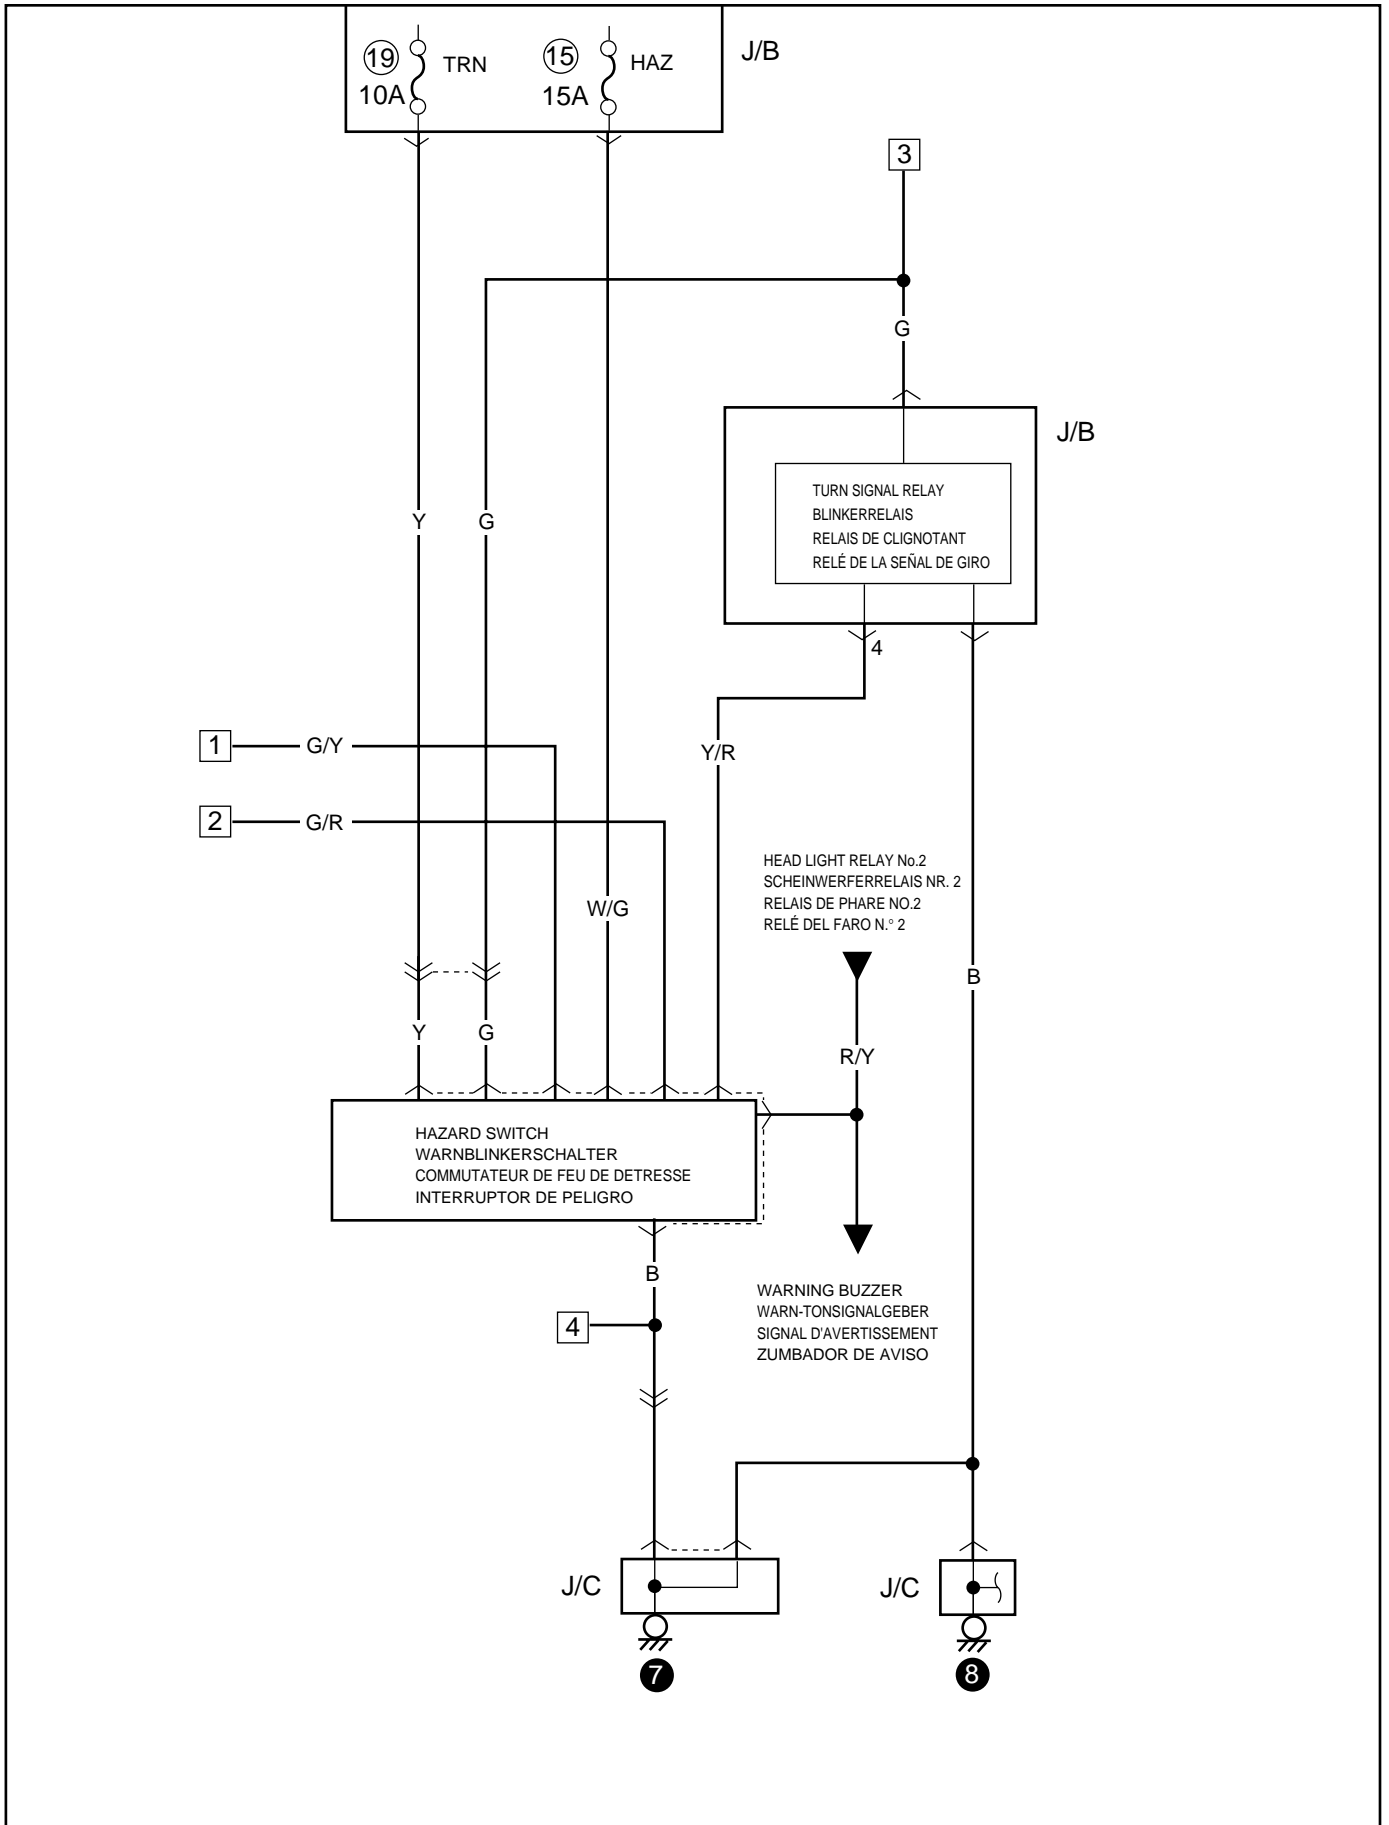 19
10A
TRN
15
15A
HAZ
J/B
3
G
J/B
TURN SIGNAL RELAY
BLINKERRELAIS
RELAIS DE CLIGNOTANT
RELÉ DE LA SEÑAL DE GIRO
Y
G
4
1
G/Y
Y/R
2
G/R
HEAD LIGHT RELAY No.2
SCHEINWERFERRELAIS NR. 2
RELAIS DE PHARE NO.2
RELÉ DEL FARO N.° 2
W/G
B
Y
G
R/Y
HAZARD SWITCH
WARNBLINKERSCHALTER
COMMUTATEUR DE FEU DE DETRESSE
INTERRUPTOR DE PELIGRO
B
4
WARNING BUZZER
WARN-TONSIGNALGEBER
SIGNAL D'AVERTISSEMENT
ZUMBADOR DE AVISO
J/C
J/C
7
8